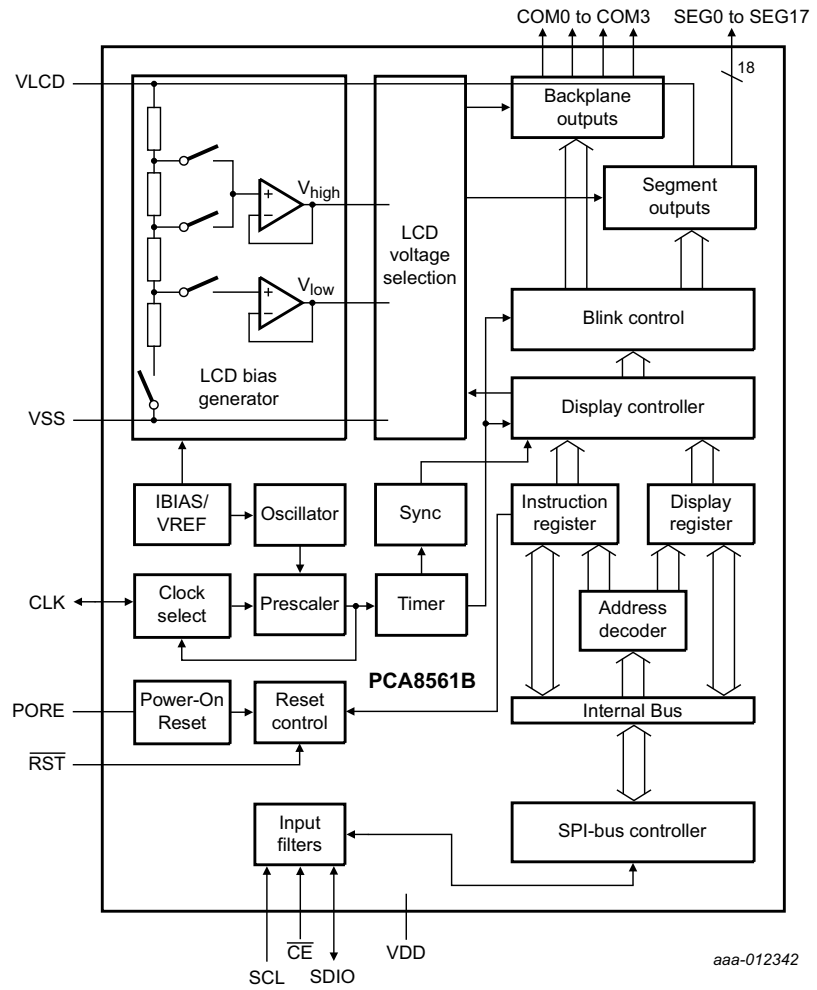 COM0 to COM3
SEG0 to SEG17
18
VLCD
Backplane
outputs
Vhigh
Segment
outputs
LCD
voltage
selection
Vlow
Blink control
LCD bias
generator
Display controller
VSS
IBIAS/
VREF
Oscillator
Sync
Instruction
register
Display
register
CLK
Clock
select
Prescaler
Timer
Address
decoder
PCA8561B
PORE
Power-On
Reset
Reset
control
Internal Bus
RST
Input
filters
SPI-bus controller
+
−
+
−
CE
VDD
SCL
SDIO
aaa-012342